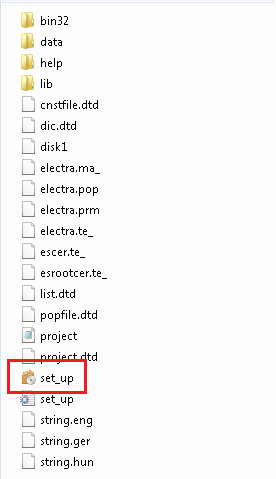 bin32
data
help
lib
cnstfile.dtd
dic.dtd
disk1
electra.ma_
electra.pop
electra.prm
electra.te_
escer.te_
esrootcer.te_
list.dtd
popfile.dtd
project
project.dtd
set_up
set_up
string.eng
string.ger
string.hun